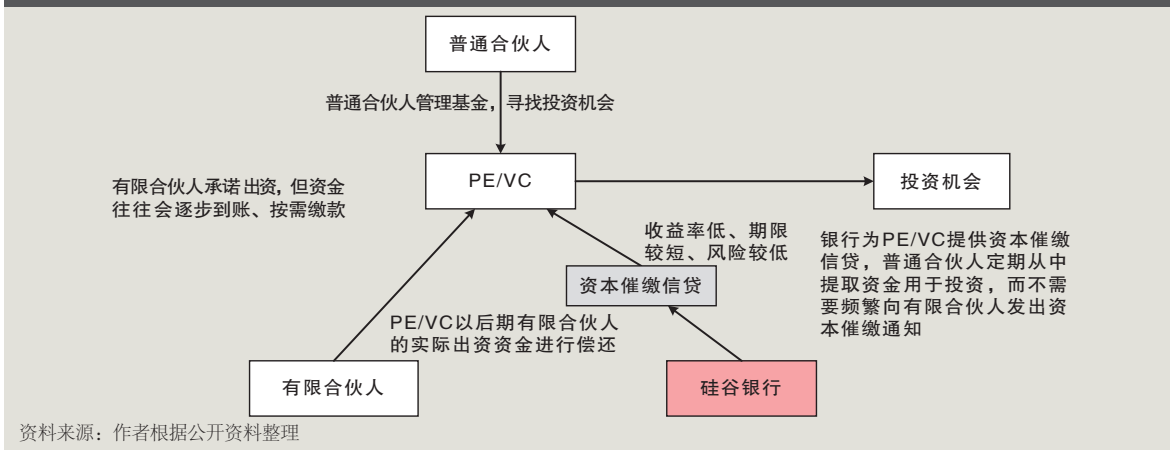 普通合伙人
普通合伙人管理基金，寻找投资机会
有限合伙人承诺出资，但资金
往往会逐步到账、按需缴款
PE/VC
投资机会
收益率低、期限
较短、风险较低
资本催缴信贷
银行为PE/VC提供资本催缴
信贷，普通合伙人定期从中
提取资金用于投资，而不需
要频繁向有限合伙人发出资
本催缴通知
PE/VC以后期有限合伙人
的实际出资资金进行偿还
有限合伙人
硅谷银行
资料来源：作者根据公开资料整理